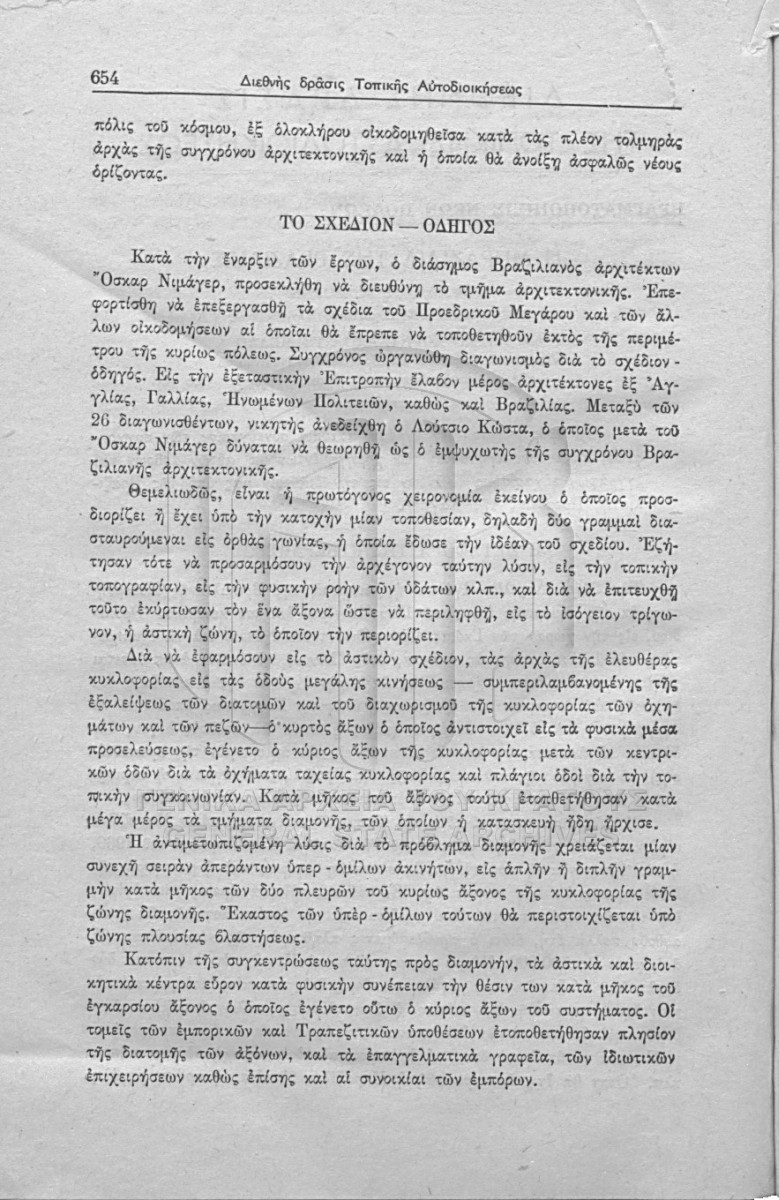 654
Διεθνὴς δρᾶσις Τοπικῆς Αὐτοδιοικήσεως
πόλις τοῦ κόσμου, ἐξ ὁλοκλήρου οἰκοδομηθεῖσα κατὰ τὰς πλέον τολμηρὰς
ἀρχὰς τῆς συγχρόνου ἀρχιτεκτονικῆς καὶ ἡ ὁποία θὰ ἀνοίξῃ ἀσφαλῶς νέους
ὁρίζοντας.
ΤΟ ΣΧΕΔΙΟΝ — ΟΔΗΓΟΣ
Κατὰ τὴν ἔναρξιν τῶν ἔργων, ὁ διάσημος Βραζιλιανὸς ἀρχιτέκτων
Ὄσκαρ Νιμάγερ, προσεκλήθη νὰ διευθύνῃ τὸ τμῆμα ἀρχιτεκτονικῆς. Ἐπε-
φορτίσθη νὰ ἐπεξεργασθῇ τὰ σχέδια τοῦ Προεδρικοῦ Μεγάρου καὶ τῶν ἄλ-
λων οἰκοδομήσεων αἱ ὁποῖαι θὰ ἔπρεπε νὰ τοποθετηθοῦν ἐκτὸς τῆς περιμέ-
τρου τῆς κυρίως πόλεως. Συγχρόνος ὠργανώθη διαγωνισμὸς διὰ τὸ σχέδιον -
ὁδηγός. Εἰς τὴν ἐξεταστικὴν Ἐπιτροπὴν ἔλαβον μέρος ἀρχιτέκτονες ἐξ Ἀγ-
γλίας, Γαλλίας, Ἡνωμένων Πολιτειῶν, καθὼς καὶ Βραζιλίας. Μεταξὺ τῶν
26 διαγωνισθέντων, νικητὴς ἀνεδείχθη ὁ Λούτσιο Κώστα, ὁ ὁποῖος μετὰ τοῦ
Ὄσκαρ Νιμάγερ δύναται νὰ θεωρηθῇ ὡς ὁ ἐμψυχωτὴς τῆς συγχρόνου Βρα-
ζιλιανῆς ἀρχιτεκτονικῆς.
Θεμελιωδῶς, εἶναι ἡ πρωτόγονος χειρονομία ἐκείνου ὁ ὁποῖος προσ-
διορίζει ἢ ἔχει ὑπὸ τὴν κατοχὴν μίαν τοποθεσίαν, δηλαδὴ δύο γραμμαὶ δια-
σταυρούμεναι εἰς ὀρθὰς γωνίας, ἡ ὁποία ἔδωσε τὴν ἰδέαν τοῦ σχεδίου. Ἐζή-
τησαν τότε νὰ προσαρμόσουν τὴν ἀρχέγονον ταύτην λύσιν, εἰς τὴν τοπικὴν
τοπογραφίαν, εἰς τὴν φυσικὴν ροὴν τῶν ὑδάτων κλπ., καὶ διὰ νὰ ἐπιτευχθῇ
τοῦτο ἐκύρτωσαν τὸν ἕνα ἄξονα ὥστε νὰ περιληφθῇ, εἰς τὸ ἰσόγειον τρίγω-
νον, ἡ ἀστικὴ ζώνη, τὸ ὁποῖον τὴν περιορίζει.
Διὰ νὰ ἐφαρμόσουν εἰς τὸ ἀστικὸν σχέδιον, τὰς ἀρχὰς τῆς ἐλευθέρας
κυκλοφορίας εἰς τὰς ὁδοὺς μεγάλης κινήσεως — συμπεριλαμβανομένης τῆς
ἐξαλείψεως τῶν διατομῶν καὶ τοῦ διαχωρισμοῦ τῆς κυκλοφορίας τῶν ὀχη-
μάτων καὶ τῶν πεζῶν—ὁ κυρτὸς ἄξων ὁ ὁποῖος ἀντιστοιχεῖ εἰς τὰ φυσικὰ μέσα
προσελεύσεως, ἐγένετο ὁ κύριος ἄξων τῆς κυκλοφορίας μετὰ τῶν κεντρι-
κῶν ὁδῶν διὰ τὰ ὀχήματα ταχείας κυκλοφορίας καὶ πλάγιοι ὁδοὶ διὰ τὴν το-
πικὴν συγκοινωνίαν. Κατὰ μῆκος τοῦ ἄξονος τούτυ ἐτοποθετήθησαν κατὰ
μέγα μέρος τὰ τμήματα διαμονῆς, τῶν ὁποίων ἡ κατασκευὴ ἤδη ἤρχισε.
ΓΕΝΙΚΑ ΑΡΧΕΙΑ ΤΟΥ ΚΡΑΤΟΥΣ
GENERAL STATE ARCHIVES
Ἡ ἀντιμετωπιζομένη λύσις διὰ τὸ πρόβλημα διαμονῆς χρειάζεται μίαν
συνεχῆ σειρὰν ἀπεράντων ὑπερ - ὁμίλων ἀκινήτων, εἰς ἁπλῆν ἢ διπλῆν γραμ-
μὴν κατὰ μῆκος τῶν δύο πλευρῶν τοῦ κυρίως ἄξονος τῆς κυκλοφορίας τῆς
ζώνης διαμονῆς. Ἕκαστος τῶν ὑπὲρ - ὁμίλων τούτων θὰ περιστοιχίζεται ὑπὸ
ζώνης πλουσίας βλαστήσεως.
Κατόπιν τῆς συγκεντρώσεως ταύτης πρὸς διαμονήν, τὰ ἀστικὰ καὶ διοι-
κητικὰ κέντρα εὗρον κατὰ φυσικὴν συνέπειαν τὴν θέσιν των κατὰ μῆκος τοῦ
ἐγκαρσίου ἄξονος ὁ ὁποῖος ἐγένετο οὕτω ὁ κύριος ἄξων τοῦ συστήματος. Οἱ
τομεῖς τῶν ἐμπορικῶν καὶ Τραπεζιτικῶν ὑποθέσεων ἐτοποθετήθησαν πλησίον
τῆς διατομῆς τῶν ἀξόνων, καὶ τὰ ἐπαγγελματικὰ γραφεῖα, τῶν ἰδιωτικῶν
ἐπιχειρήσεων καθὼς ἐπίσης καὶ αἱ συνοικίαι τῶν ἐμπόρων.